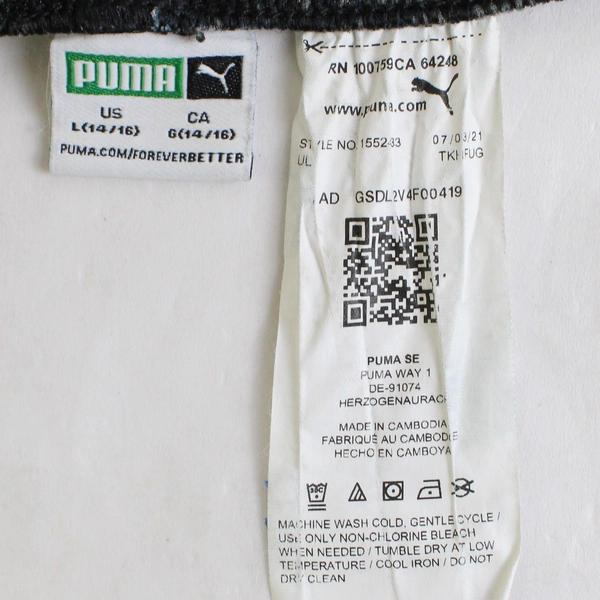 PUMA
US CA
L(14/16) G(14/16)
PUMA.COM/FOREVERBETTER
RN 100759CA 64248
www.puma.com
STYLE NO 07/03/21
UL
AD GSDL2V4F00419
PUMA SE
PUMA WAY 1
DE-91074
HERZOGENAURACH
MADE IN CAMBODIA
FABRIQUÉ AU CAMBODGE
HECHO EN CAMBOYA
30C
MACHINE WASH COLD, GENTLE CYCLE /
USE ONLY NON-CHLORINE BLEACH
WHEN NEEDED / TUMBLE DRY AT LOW
TEMPERATURE / COOL IRON / DO NOT
DRY CLEAN